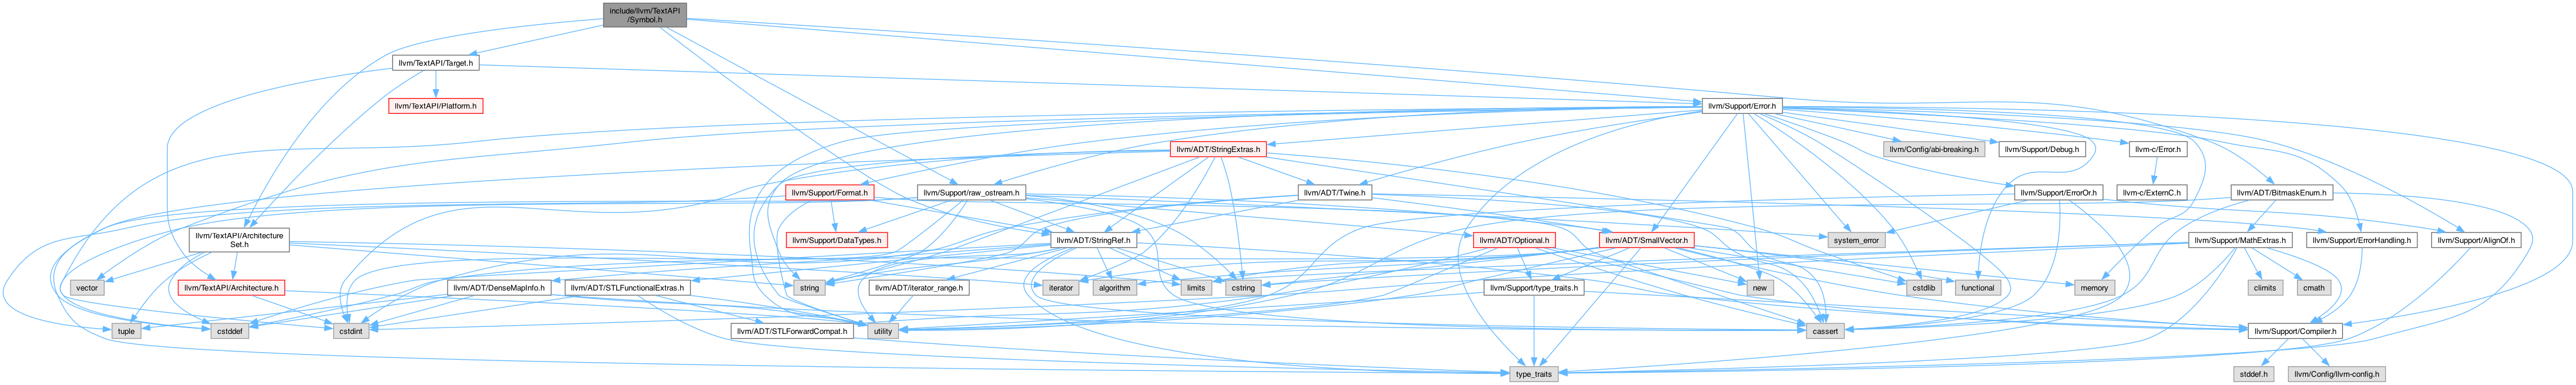 include/llvm/TextAPI
/Symbol.h
llvm/TextAPI/Target.h
llvm/TextAPI/Platform.h
llvm/Support/Error.h
llvm/ADT/StringExtras.h
llvm/Config/abi-breaking.h
llvm/Support/Debug.h
llvm-c/Error.h
llvm/Support/Format.h
llvm/Support/raw_ostream.h
llvm/ADT/Twine.h
llvm/Support/ErrorOr.h
llvm-c/ExternC.h
llvm/ADT/BitmaskEnum.h
llvm/TextAPI/Architecture
Set.h
llvm/Support/DataTypes.h
llvm/ADT/StringRef.h
llvm/ADT/Optional.h
llvm/ADT/SmallVector.h
system_error
llvm/Support/MathExtras.h
llvm/Support/ErrorHandling.h
llvm/Support/AlignOf.h
vector
llvm/TextAPI/Architecture.h
llvm/ADT/DenseMapInfo.h
llvm/ADT/STLFunctionalExtras.h
string
llvm/ADT/iterator_range.h
iterator
algorithm
limits
cstring
llvm/Support/type_traits.h
new
cstdlib
functional
memory
climits
cmath
tuple
cstddef
cstdint
llvm/ADT/STLForwardCompat.h
utility
cassert
llvm/Support/Compiler.h
type_traits
stddef.h
llvm/Config/llvm-config.h